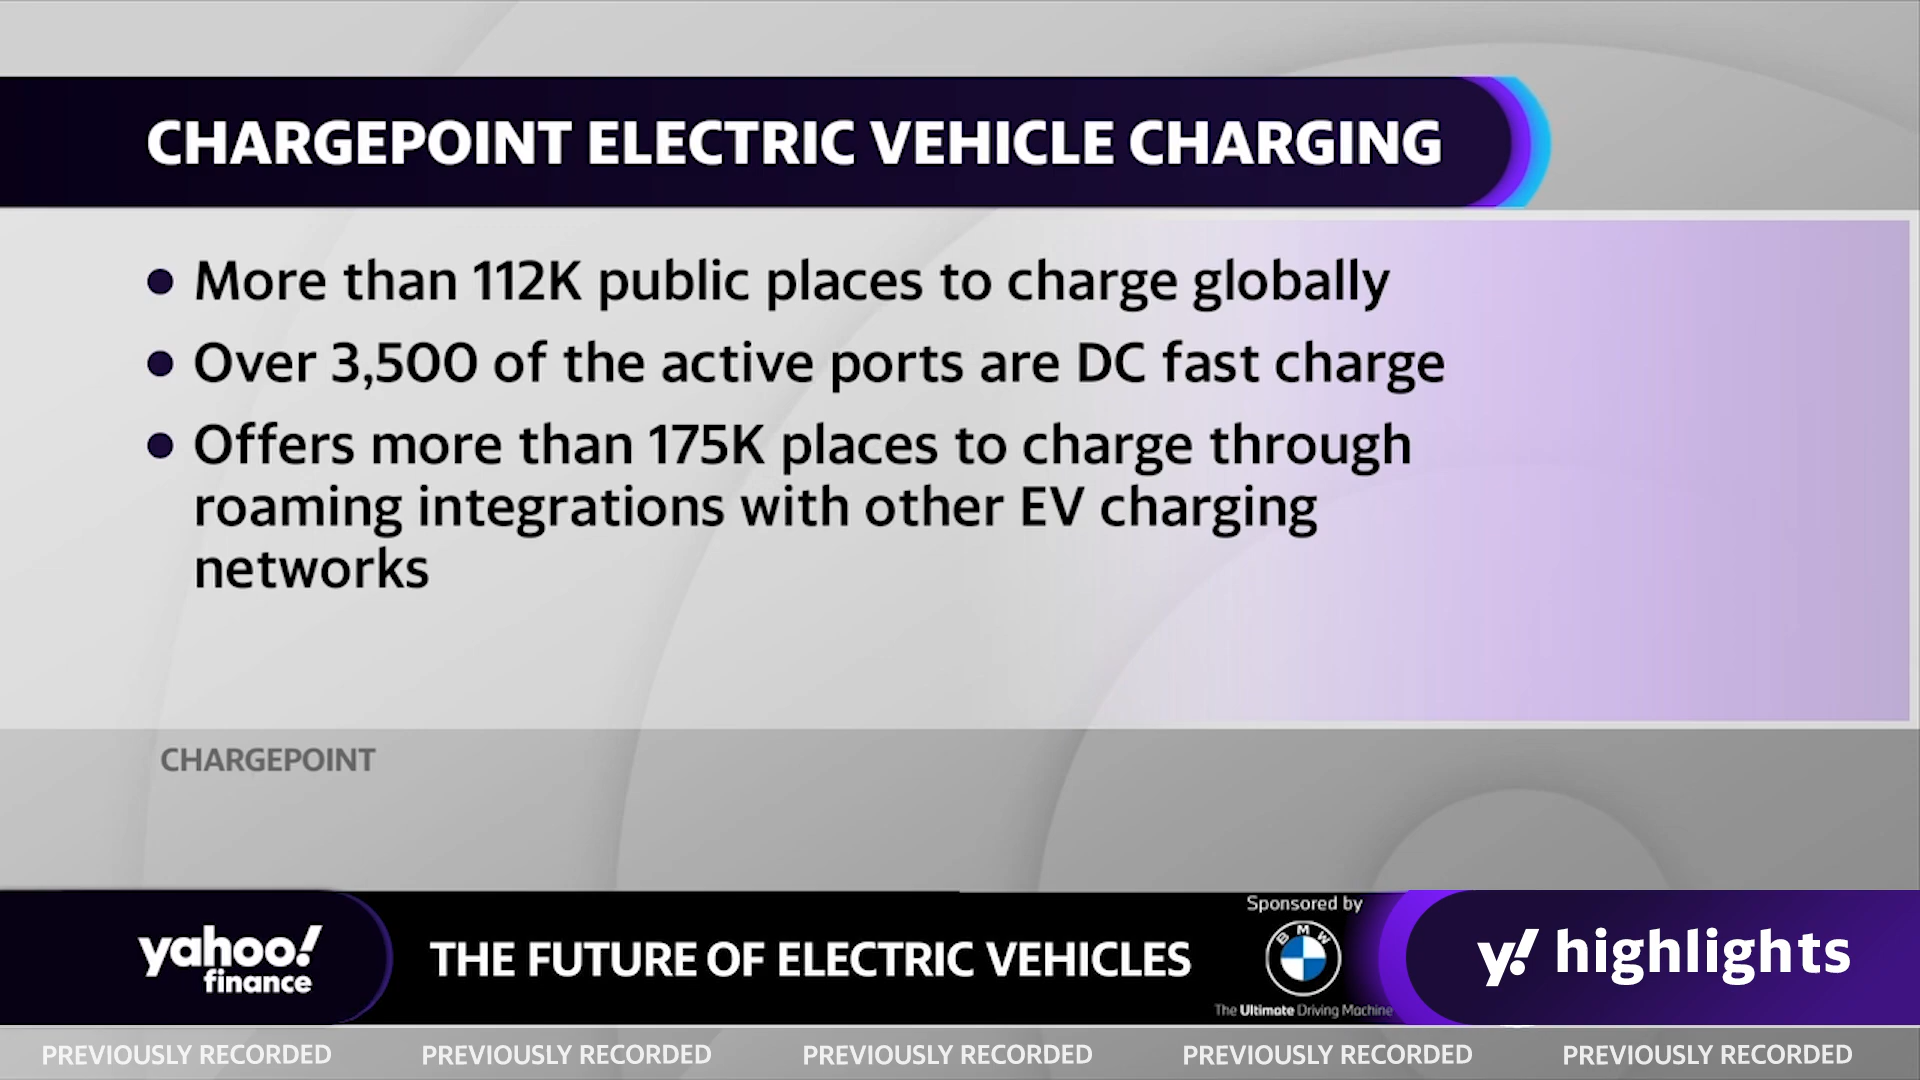 CHARGEPOINT ELECTRIC VEHICLE CHARGING
● More than 112K public places to charge globally
● Over 3,500 of the active ports are DC fast charge
● Offers more than 175K places to charge through
roaming integrations with other EV charging
networks
CHARGEPOINT
yahoo!
finance
THE FUTURE OF ELECTRIC VEHICLES
Sponsored by
BMW
The Ultimate Driving Machine
y! highlights
PREVIOUSLY RECORDED PREVIOUSLY RECORDED PREVIOUSLY RECORDED PREVIOUSLY RECORDED PREVIOUSLY RECORDED